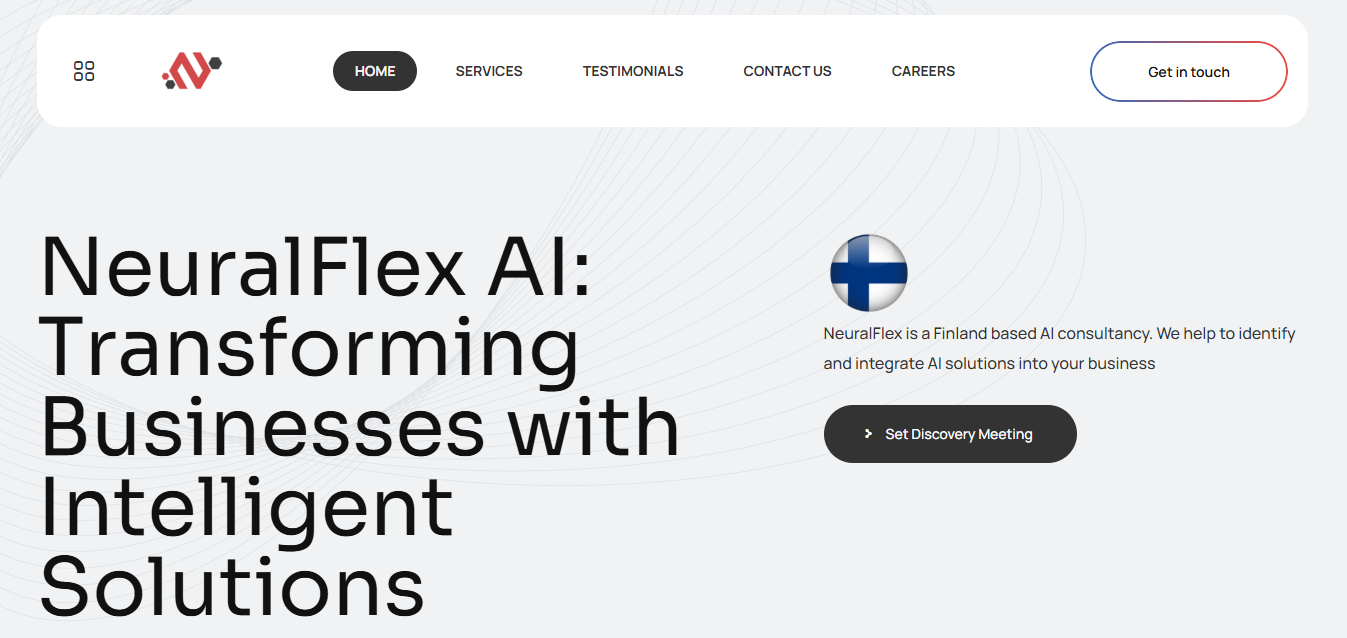 HOME
SERVICES
TESTIMONIALS
CONTACT US
CAREERS
Get in touch
NeuralFlex AI:
Transforming
Businesses with
Intelligent
Solutions
NeuralFlex is a Finland based AI consultancy. We help to identify
and integrate AI solutions into your business
Set Discovery Meeting